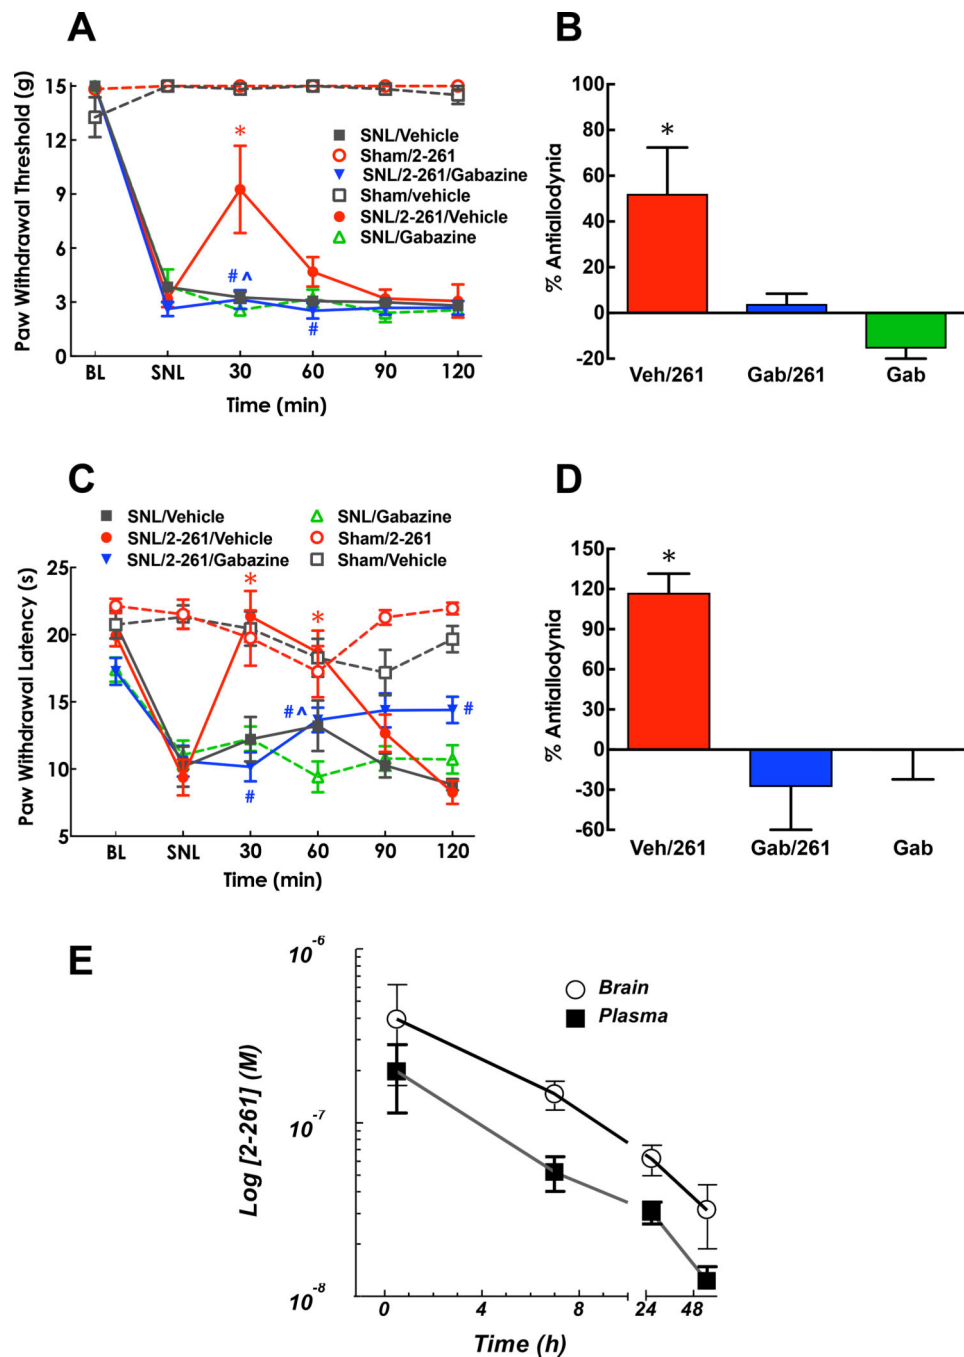 A
B
Paw Withdrawal Threshold (g)
15
12
9
6
3
0
BL SNL 30 60 90 120
Time (min)
*
# ^
#
SNL/Vehicle
Sham/2-261
SNL/2-261/Gabazine
Sham/vehicle
SNL/2-261/Vehicle
SNL/Gabazine
% Antiallodynia
100
80
60
40
20
0
-20
*
Veh/261 Gab/261 Gab
C
D
SNL/Vehicle
SNL/2-261/Vehicle
SNL/2-261/Gabazine
SNL/Gabazine
Sham/2-261
Sham/Vehicle
Paw Withdrawal Latency (s)
25
20
15
10
5
BL SNL 30 60 90 120
Time (min)
*
*
# ^
#
#
% Antiallodynia
150
120
90
60
30
0
-30
-60
*
Veh/261 Gab/261 Gab
E
Log [2-261] (M)
10-6
10-7
10-8
Brain
Plasma
0 4 8 24 48
Time (h)